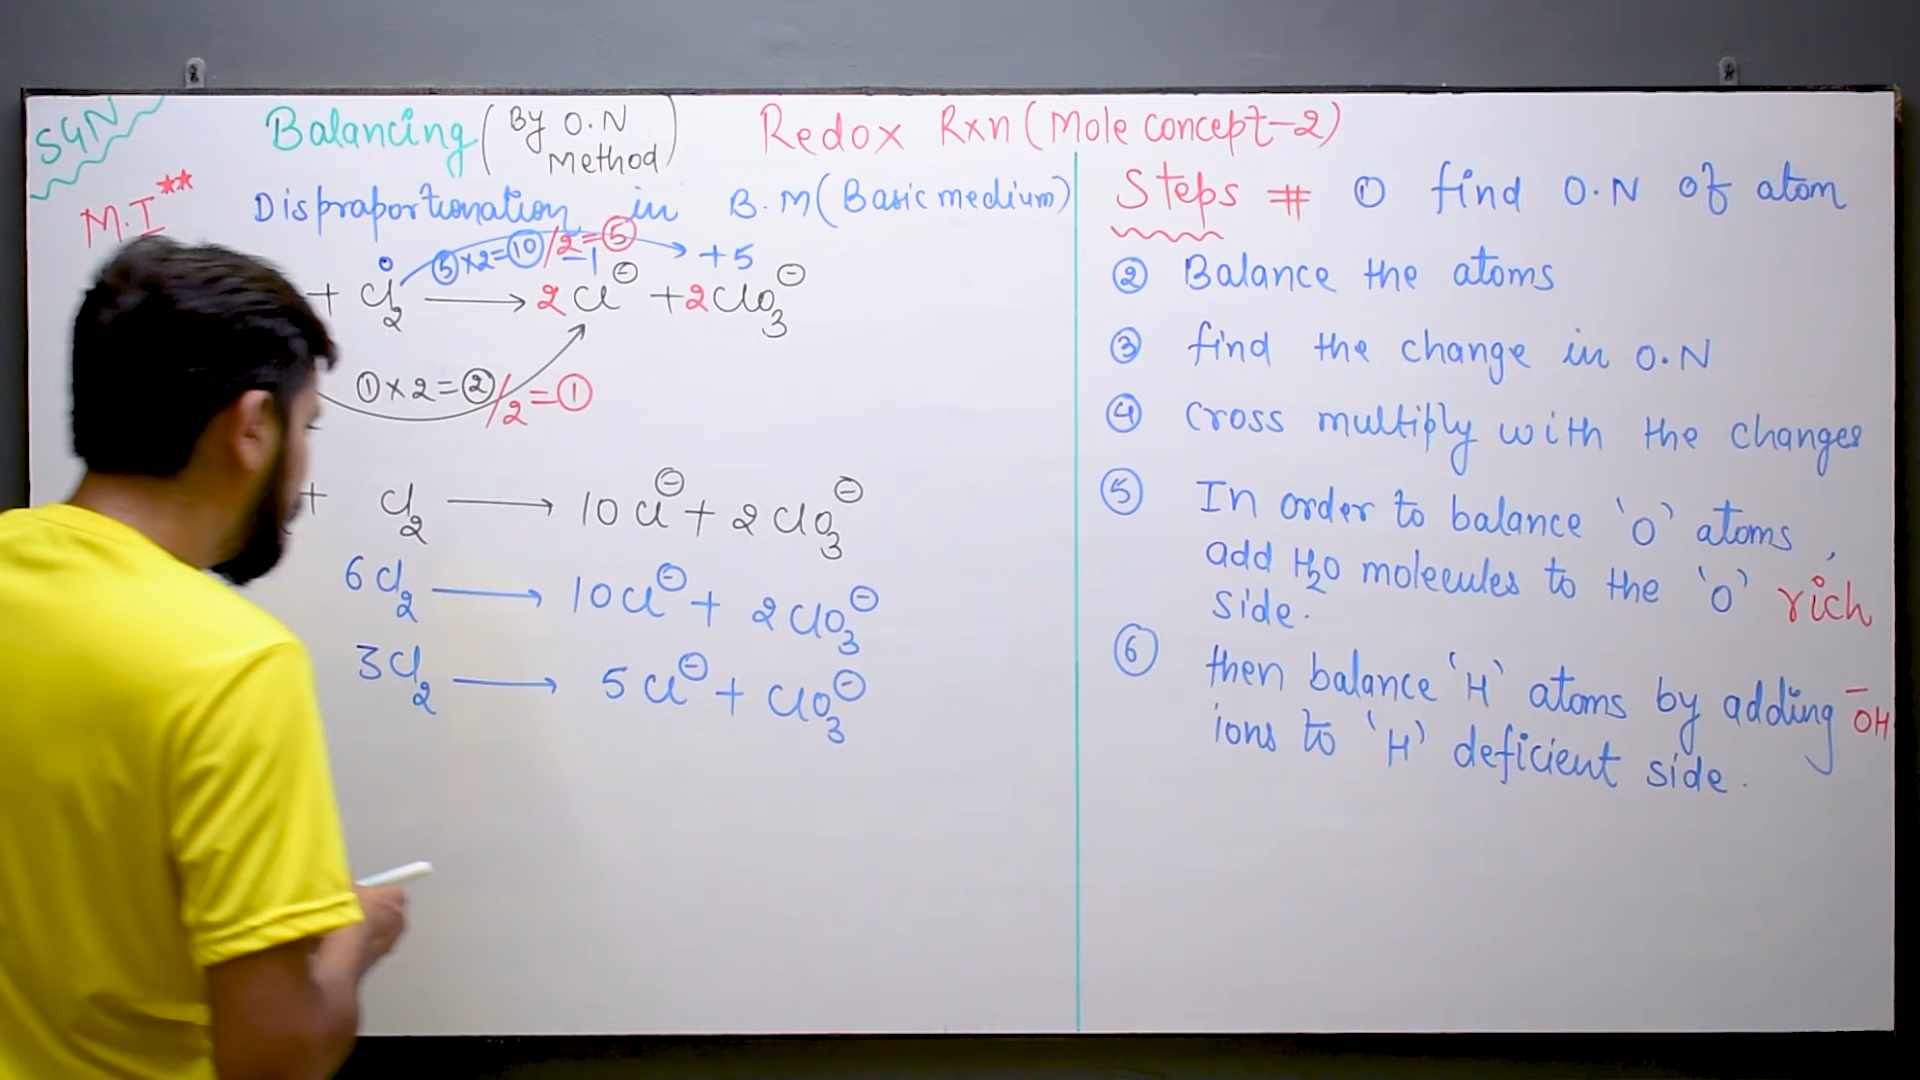 SGN
Balancing (By O.N Method) Redox Rxn (Mole concept-2)
M.I**
Dispraportionation in B.M (Basic medium)
⑤×2=⑩/2=⑤ → +5
0 -1
+ Cl₂ → 2Cl⊖ + 2ClO₃⊖
①×2=②/2=①
+ Cl₂ → 10Cl⊖ + 2ClO₃⊖
6Cl₂ → 10Cl⊖ + 2ClO₃⊖
3Cl₂ → 5Cl⊖ + ClO₃⊖
Steps # ① find O.N of atom
② Balance the atoms
③ find the change in O.N
④ cross multiply with the changes
⑤ In order to balance 'O' atoms,
add H₂O molecules to the 'O' rich
side.
⑥ then balance 'H' atoms by adding ⁻OH
ions to 'H' deficient side.